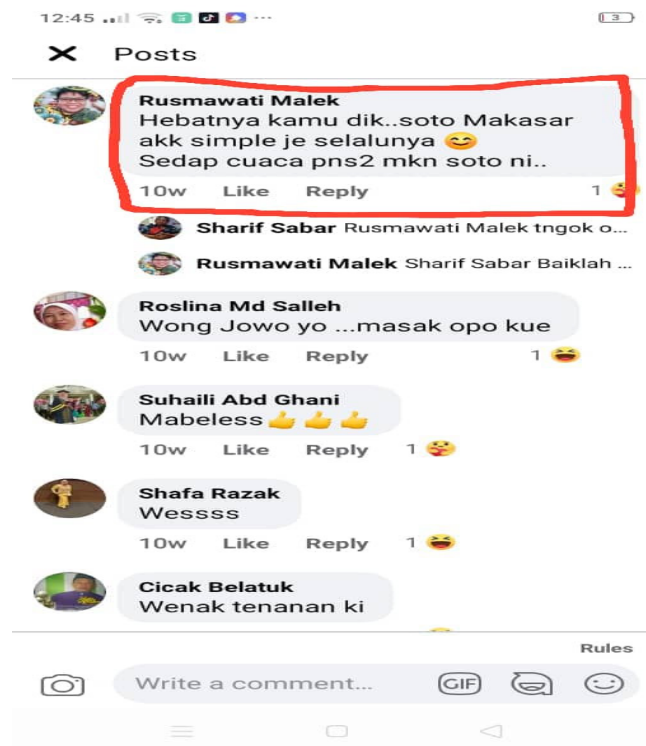 12:45
3
Posts
Rusmawati Malek
Hebatnya kamu dik..soto Makasar
akk simple je selalunya 😊
Sedap cuaca pns2 mkn soto ni..
10w Like Reply 1
Sharif Sabar Rusmawati Malek tngok o...
Rusmawati Malek Sharif Sabar Baiklah ...
Roslina Md Salleh
Wong Jowo yo ...masak opo kue
10w Like Reply 1
Suhaili Abd Ghani
Mabeless👍👍👍
10w Like Reply 1
Shafa Razak
Wessss
10w Like Reply 1
Cicak Belatuk
Wenak tenanan ki
Rules
Write a comment...
GIF